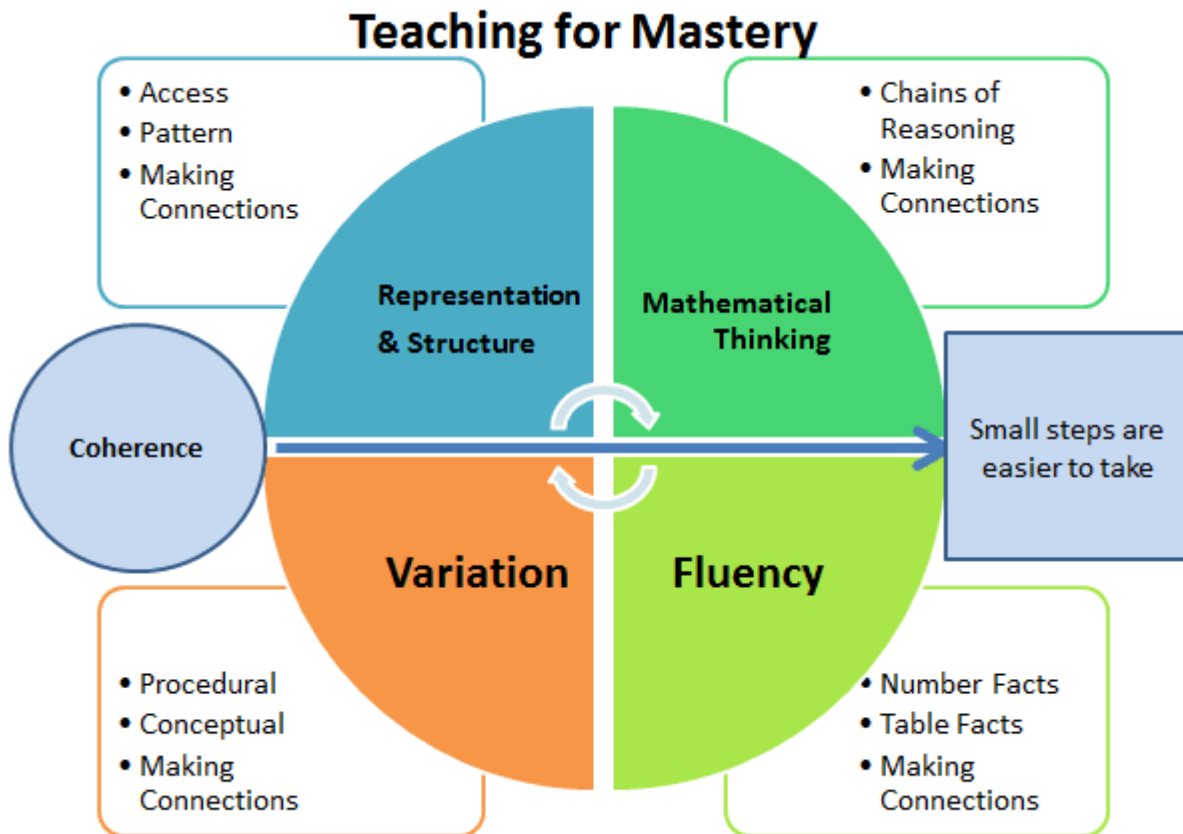 Teaching for Mastery
• Access
• Pattern
• Making
Connections
• Chains of
Reasoning
• Making
Connections
Representation
& Structure
Mathematical
Thinking
Coherence
Small steps are
easier to take
Variation
Fluency
• Procedural
• Conceptual
• Making
Connections
• Number Facts
• Table Facts
• Making
Connections